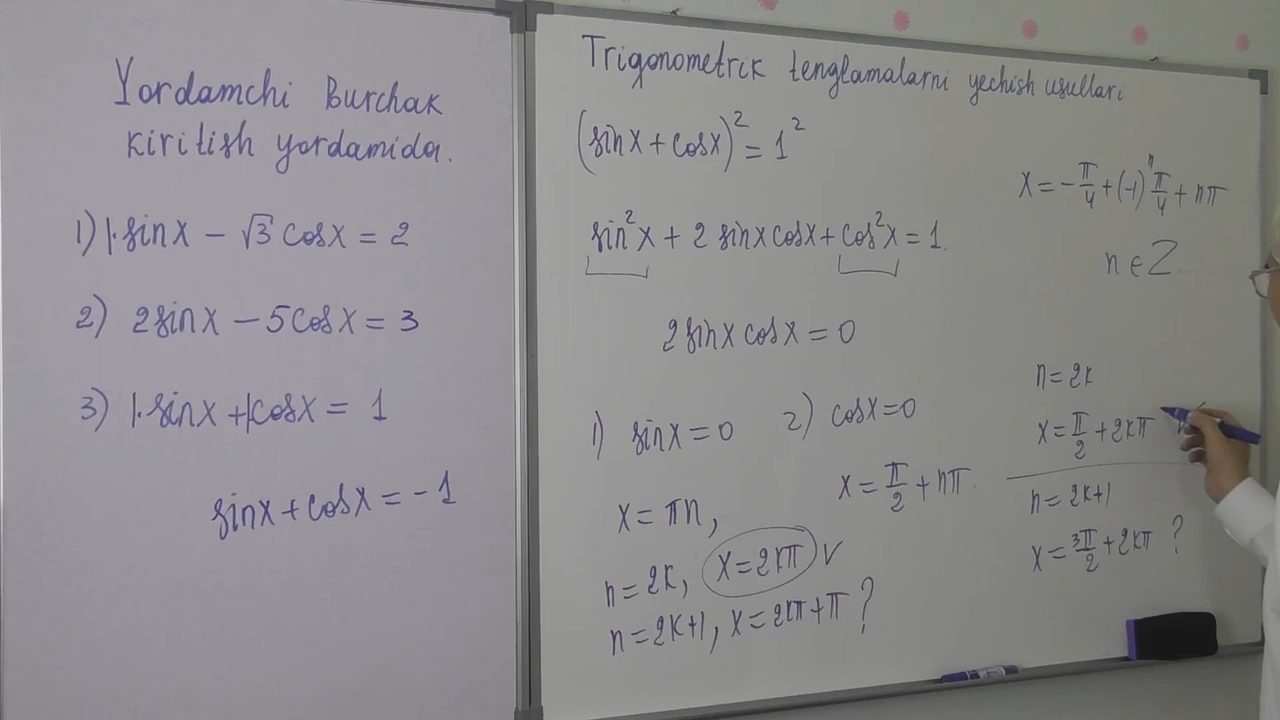 Yordamchi Burchak
kiritish yordamida.
1) 1·sinx − √3 cosx = 2
2) 2sinx − 5cosx = 3
3) 1·sinx + 1cosx = 1
sinx + cosx = −1
Trigonometrik tenglamalarni yechish usullari
(sinx + cosx)² = 1²
sin²x + 2 sinx cosx + cos²x = 1.
2sinx cosx = 0
1) sinx = 0
x = πn,
n = 2k, x = 2kπ v
n = 2k+1, x = 2kπ + π ?
2) cosx = 0
x = π/2 + nπ.
x = −π/4 + (−1)ⁿ π/4 + nπ
n ∈ Z.
n = 2k
x = π/2 + 2kπ v
n = 2k+1
x = 3π/2 + 2kπ ?